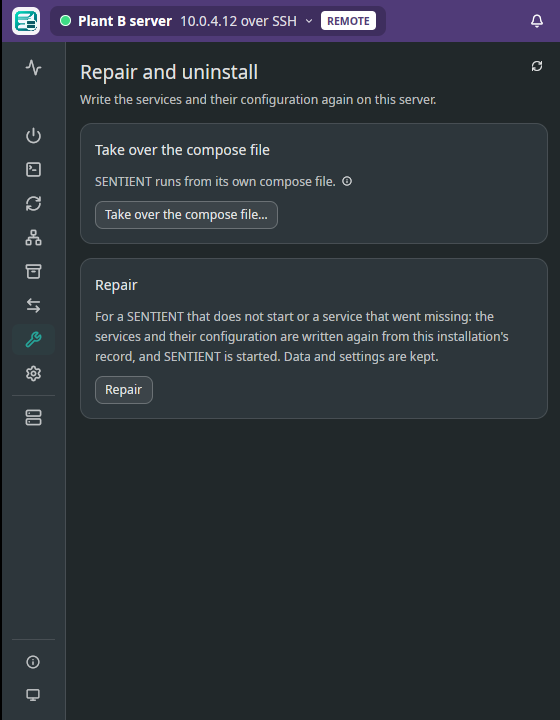 Plant B server 10.0.4.12 over SSH REMOTE
Repair and uninstall
Write the services and their configuration again on this server.
Take over the compose file
SENTIENT runs from its own compose file.
Take over the compose file...
Repair
For a SENTIENT that does not start or a service that went missing: the
services and their configuration are written again from this installation's
record, and SENTIENT is started. Data and settings are kept.
Repair